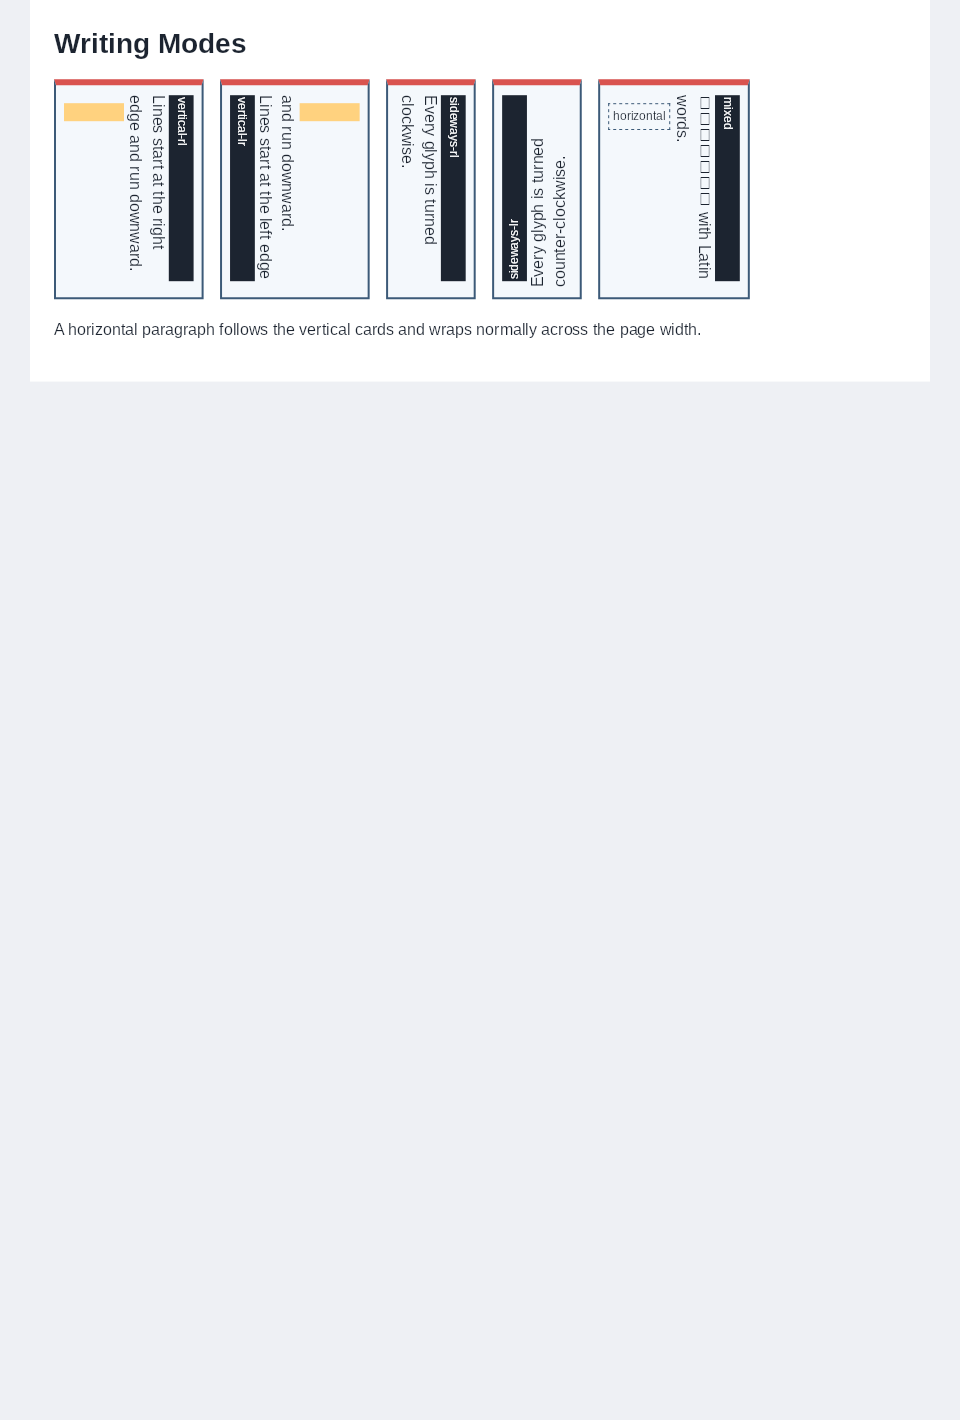 Writing Modes
vertical-rl
Lines start at the right
edge and run downward.
vertical-lr
Lines start at the left edge
and run downward.
sideways-rl
Every glyph is turned
clockwise.
sideways-lr
Every glyph is turned
counter-clockwise.
mixed
with Latin
words.
horizontal
A horizontal paragraph follows the vertical cards and wraps normally across the page width.